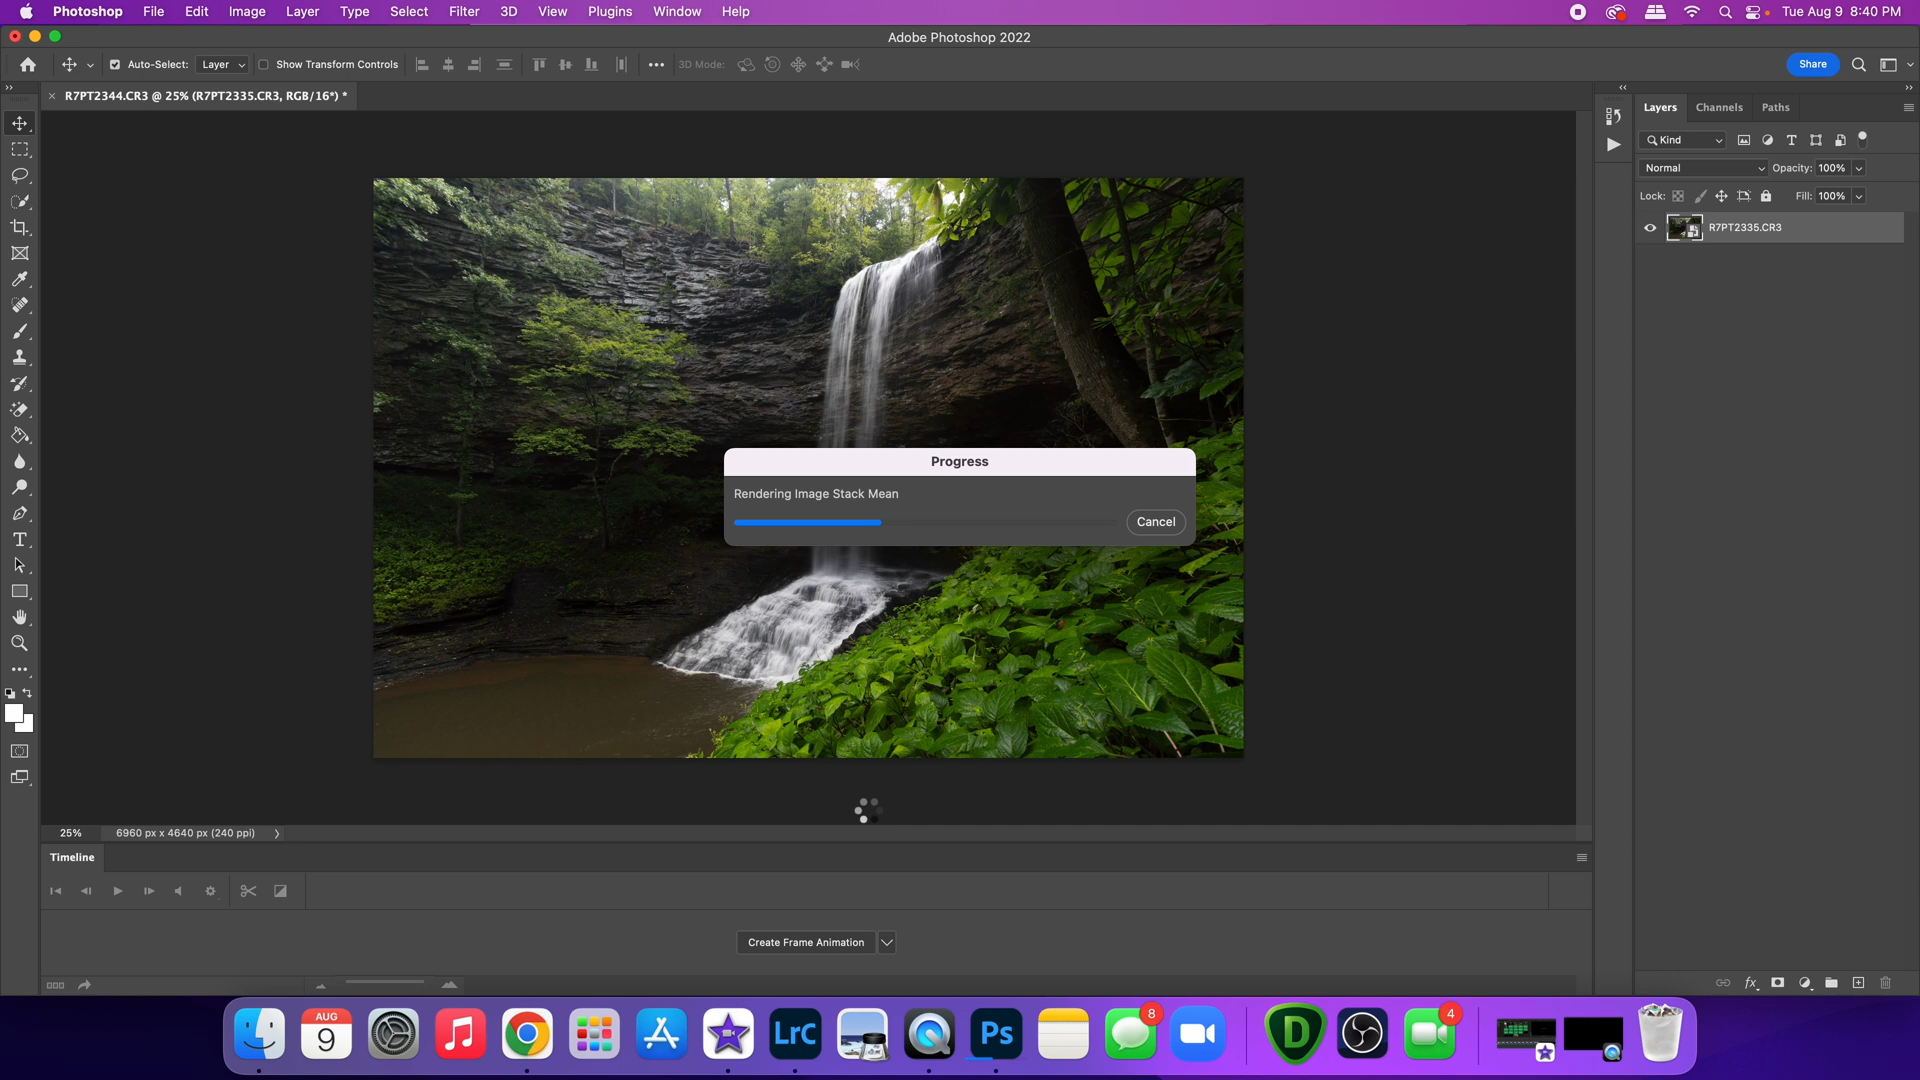 Photoshop File Edit Image Layer Type Select Filter 3D View Plugins Window Help Tue Aug 9 8:40 PM
Adobe Photoshop 2022
Auto-Select: Layer Show Transform Controls 3D Mode: Share
R7PT2344.CR3 @ 25% (R7PT2335.CR3, RGB/16*) *
Layers Channels Paths
Kind
Normal Opacity: 100%
Lock: Fill: 100%
R7PT2335.CR3
Progress
Rendering Image Stack Mean
Cancel
25% 6960 px x 4640 px (240 ppi)
Timeline
Create Frame Animation
fx
AUG
9
LrC
Ps
8
D
4